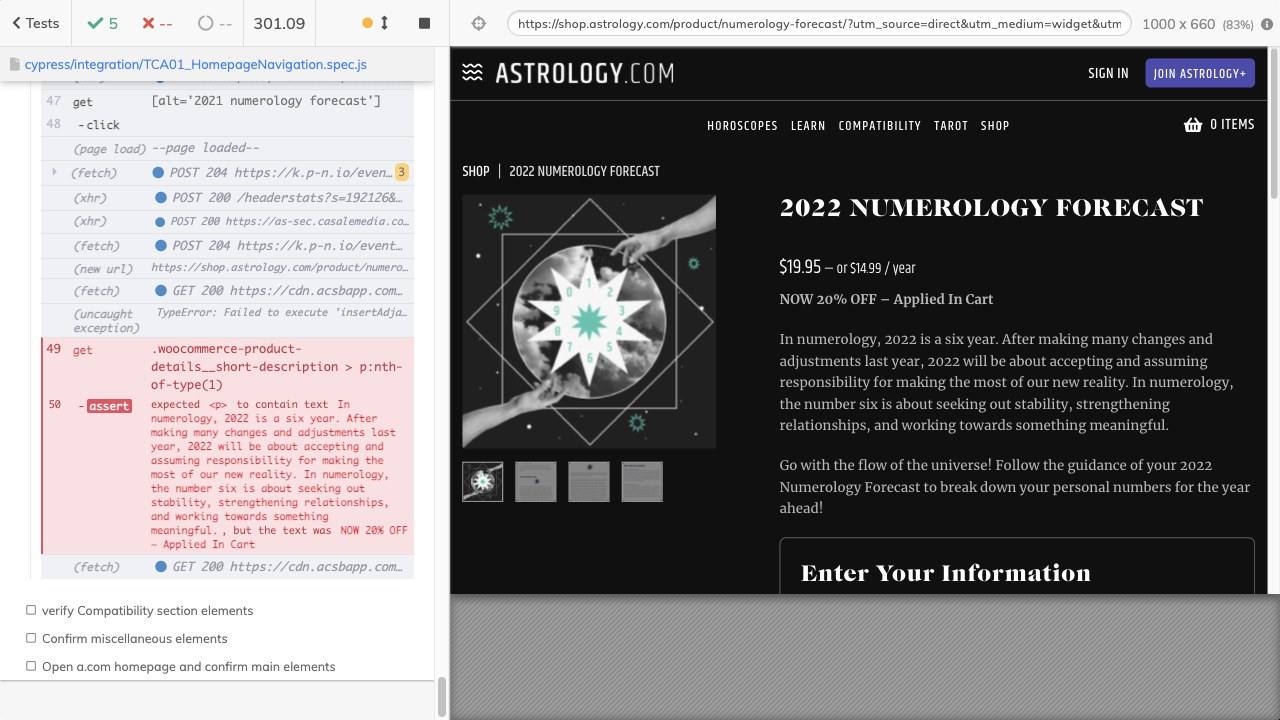 Tests
5
--
--
301.09
https://shop.astrology.com/product/numerology-forecast/?utm_source=direct&utm_medium=widget&utm
1000 x 660 (83%)
cypress/integration/TCA01_HomepageNavigation.spec.js
47 get [alt='2021 numerology forecast']
48 -click
(page load) --page loaded--
(fetch) POST 204 https://k.p-n.io/even… 3
(xhr) POST 200 /headerstats?s=192126&…
(xhr) POST 200 https://as-sec.casalemedia.co…
(fetch) POST 204 https://k.p-n.io/event…
(new url) https://shop.astrology.com/product/numero…
(fetch) GET 200 https://cdn.acsbapp.com…
(uncaught exception) TypeError: Failed to execute 'insertAdja…
49 get .woocommerce-product-
details__short-description > p:nth-
of-type(1)
50 -assert expected <p> to contain text In
numerology, 2022 is a six year. After
making many changes and adjustments last
year, 2022 will be about accepting and
assuming responsibility for making the
most of our new reality. In numerology,
the number six is about seeking out
stability, strengthening relationships,
and working towards something
meaningful. , but the text was NOW 20% OFF
– Applied In Cart
(fetch) GET 200 https://cdn.acsbapp.com…
verify Compatibility section elements
Confirm miscellaneous elements
Open a.com homepage and confirm main elements
ASTROLOGY.COM
SIGN IN
JOIN ASTROLOGY+
HOROSCOPES LEARN COMPATIBILITY TAROT SHOP
0 ITEMS
SHOP | 2022 NUMEROLOGY FORECAST
0 1 2 3 4 5 6 7 8 9
2022 NUMEROLOGY FORECAST
$19.95 – or $14.99 / year
NOW 20% OFF – Applied In Cart
In numerology, 2022 is a six year. After making many changes and
adjustments last year, 2022 will be about accepting and assuming
responsibility for making the most of our new reality. In numerology,
the number six is about seeking out stability, strengthening
relationships, and working towards something meaningful.
Go with the flow of the universe! Follow the guidance of your 2022
Numerology Forecast to break down your personal numbers for the year
ahead!
Enter Your Information